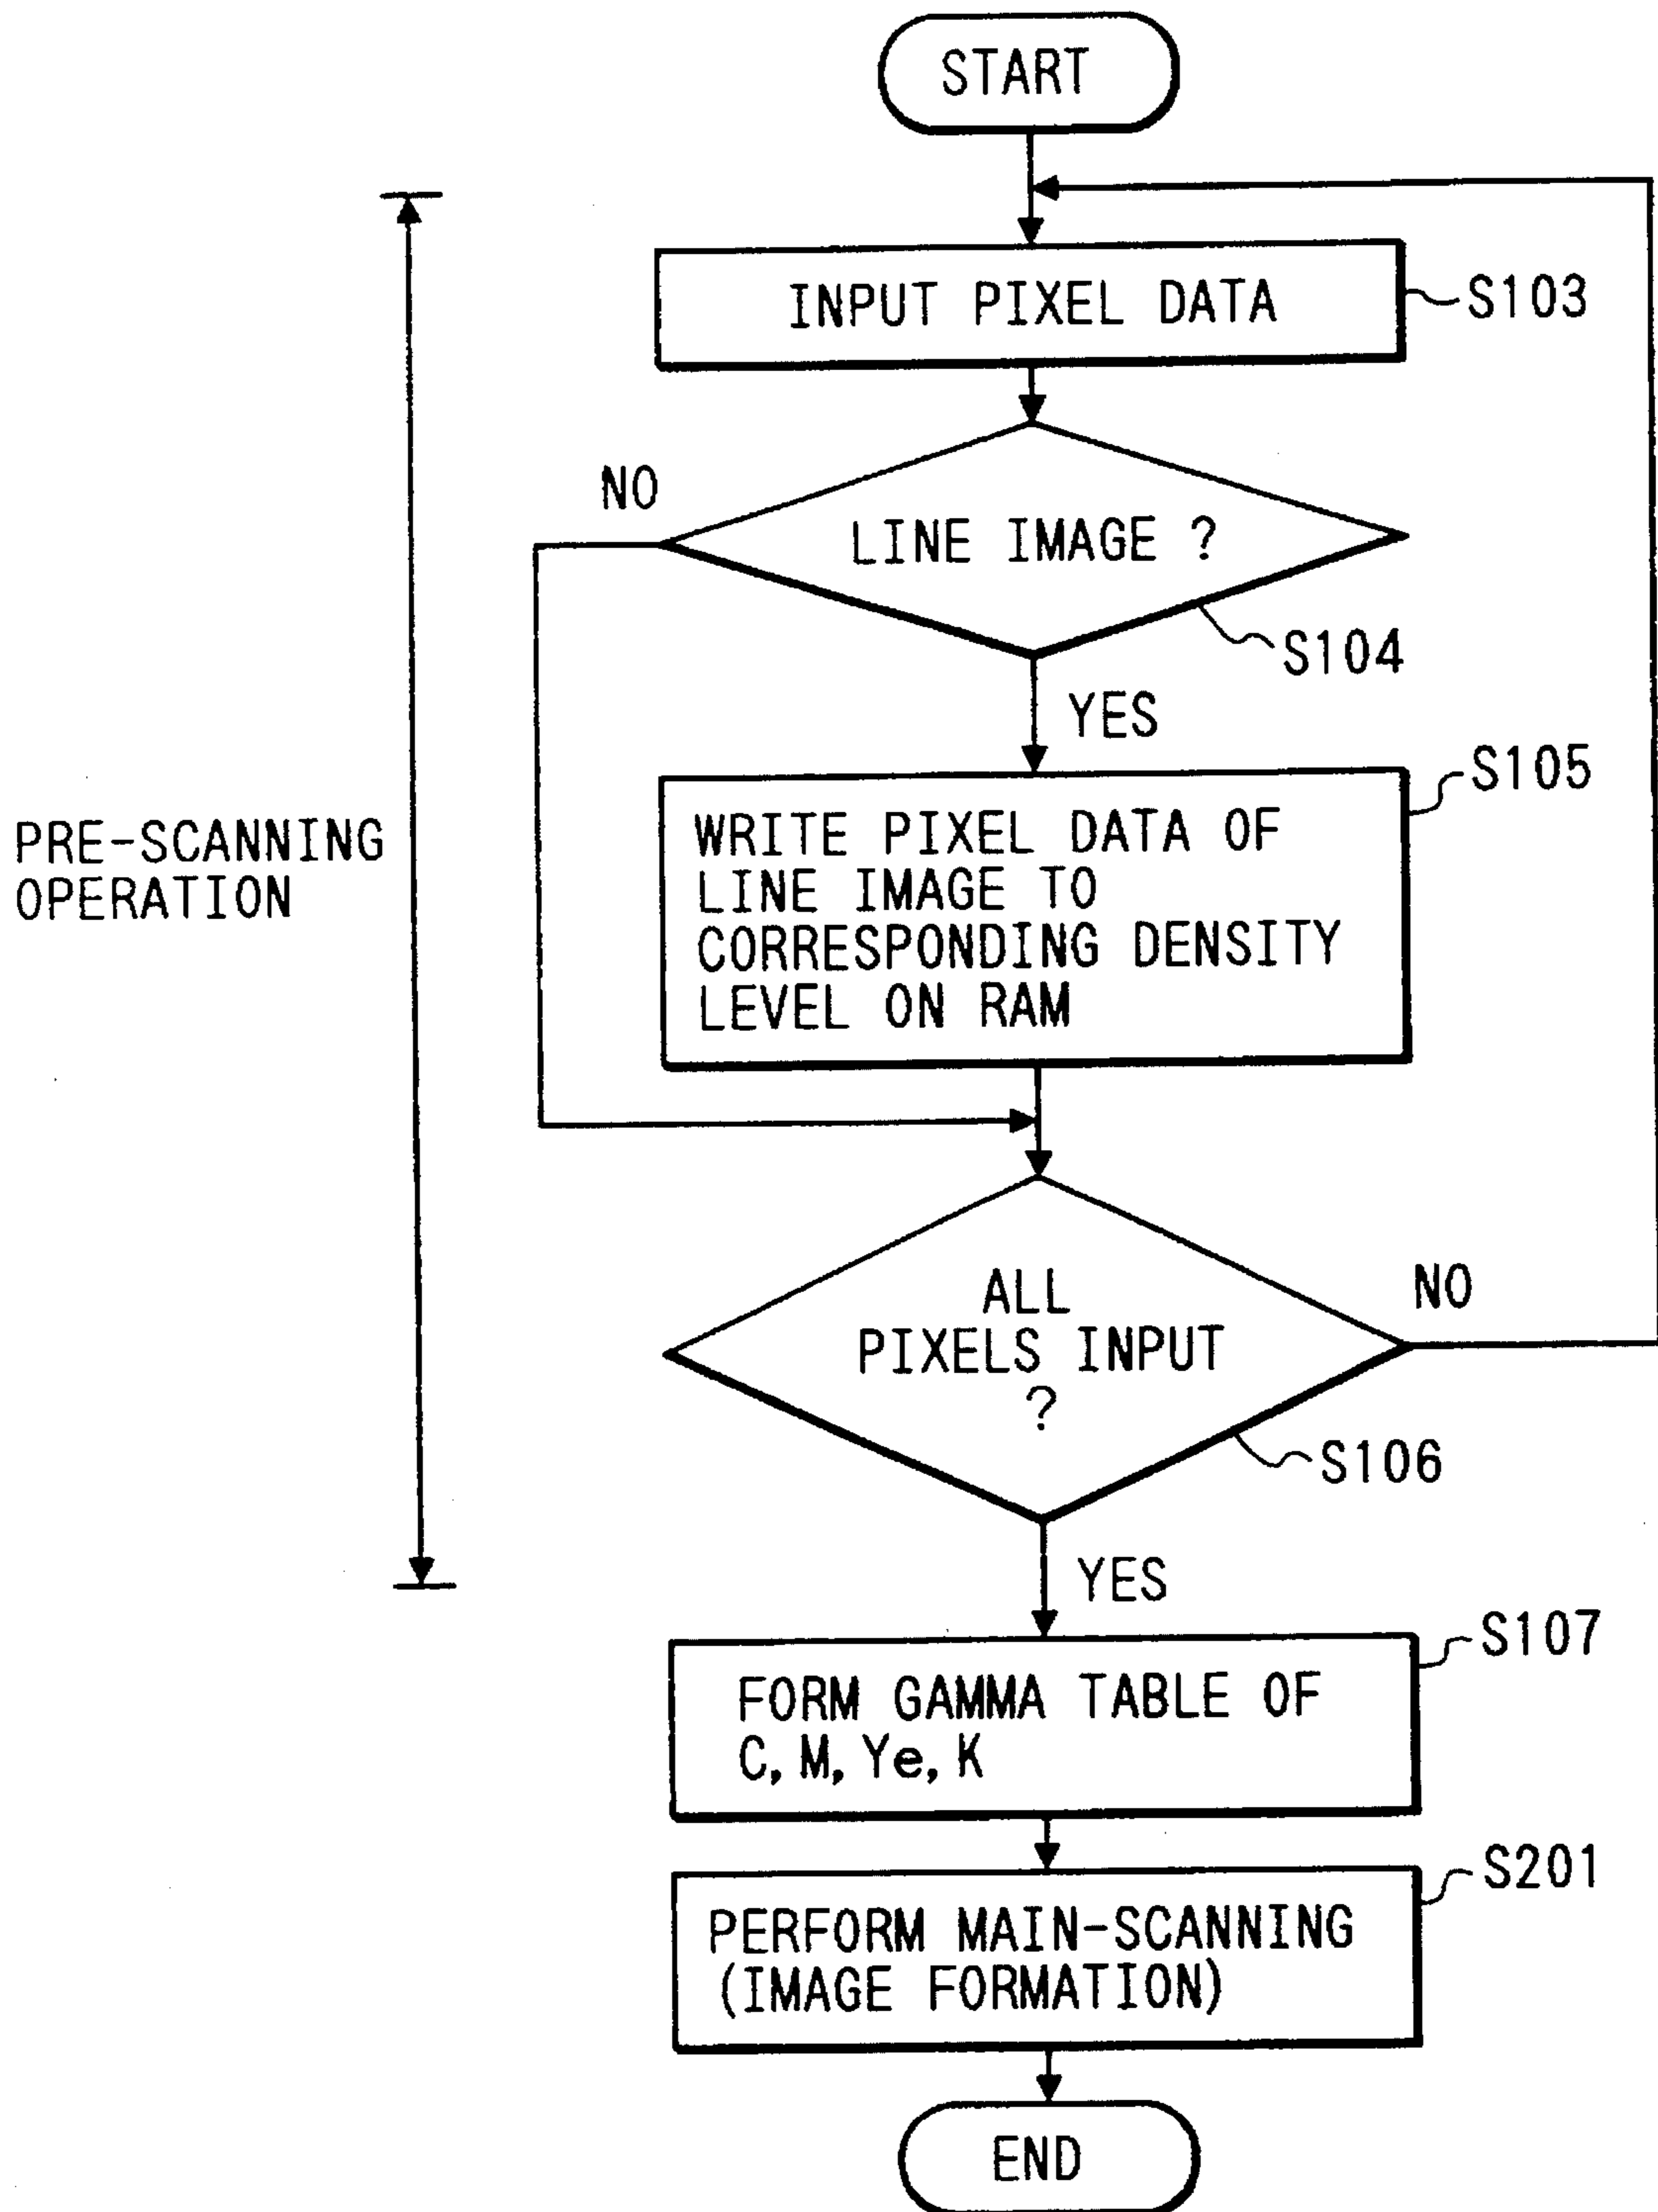 START
INPUT PIXEL DATA
S103
NO
LINE IMAGE ?
S104
YES
S105
WRITE PIXEL DATA OF
LINE IMAGE TO
CORRESPONDING DENSITY
LEVEL ON RAM
PRE-SCANNING
OPERATION
ALL
PIXELS INPUT
?
NO
S106
YES
S107
FORM GAMMA TABLE OF
C, M, Ye, K
S201
PERFORM MAIN-SCANNING
(IMAGE FORMATION)
END